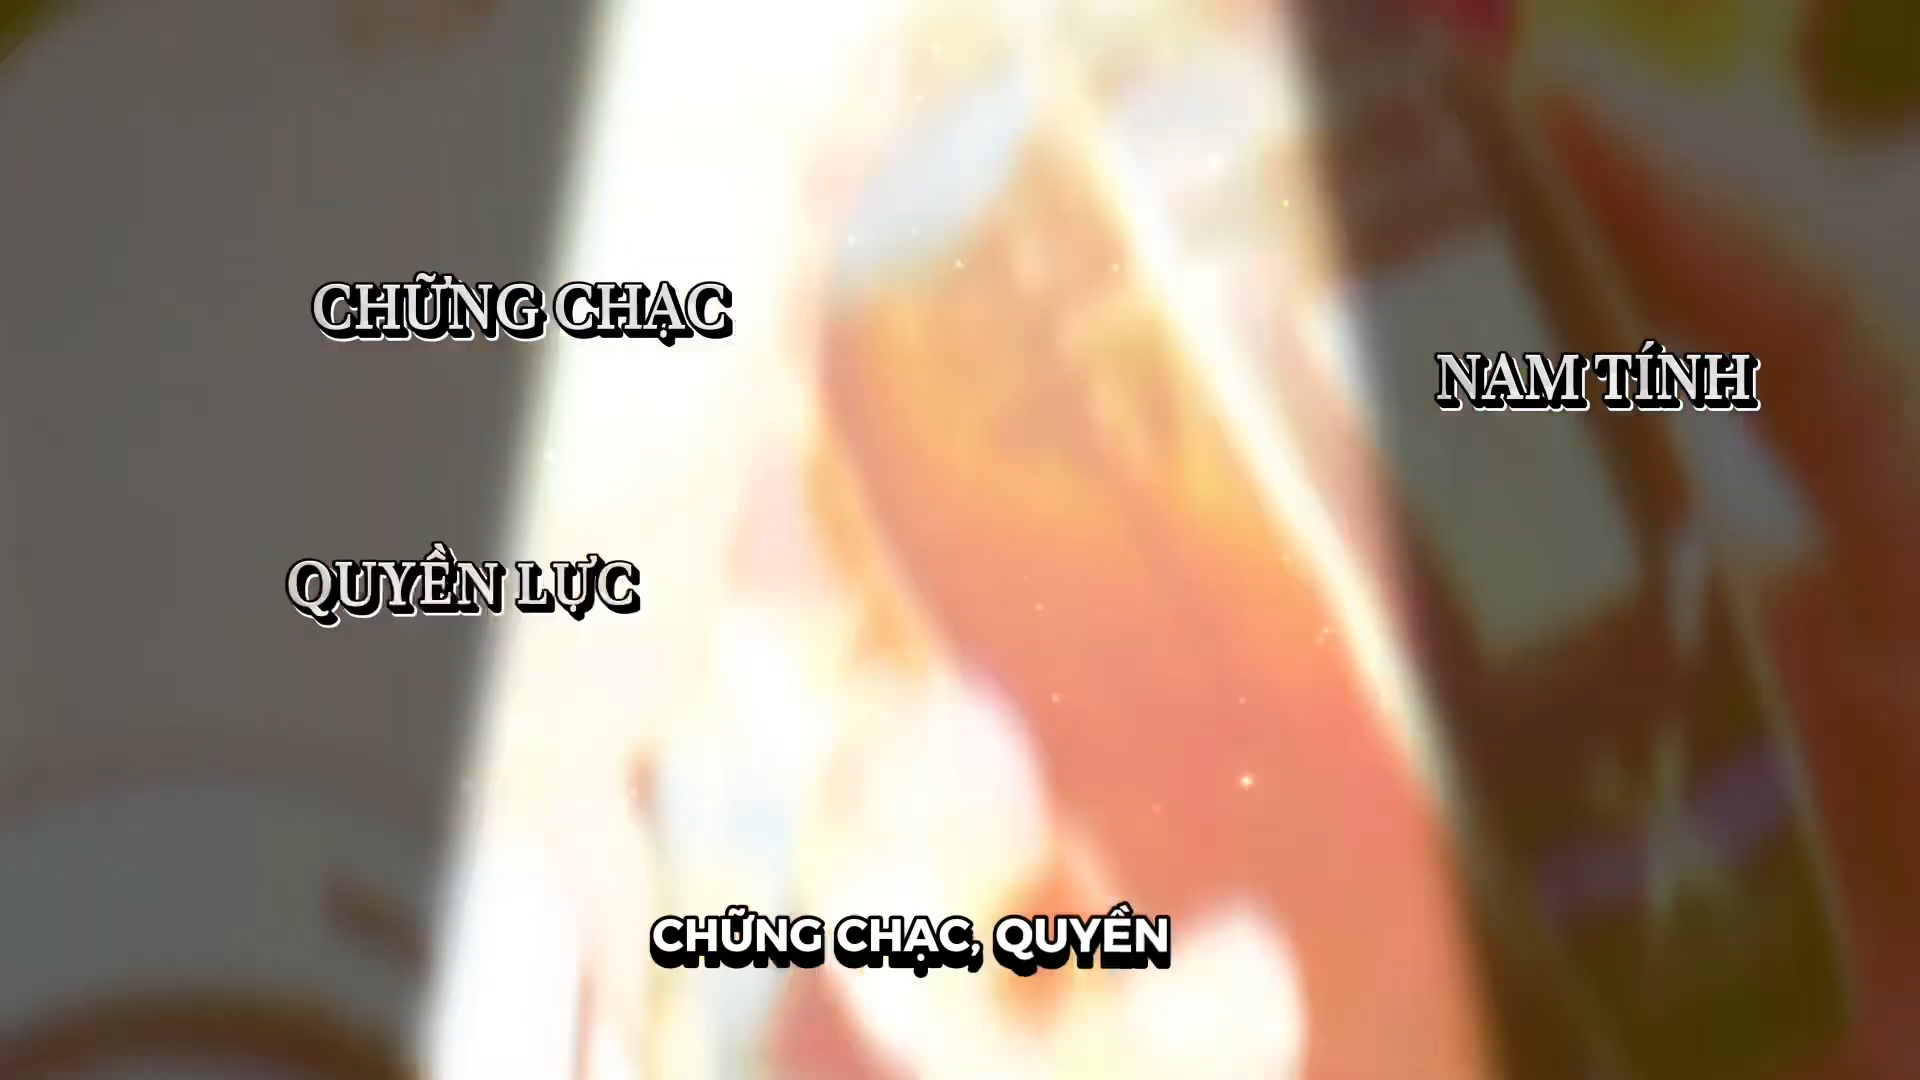 CHỮNG CHẠC
NAM TÍNH
QUYỀN LỰC
CHỮNG CHẠC, QUYỀN